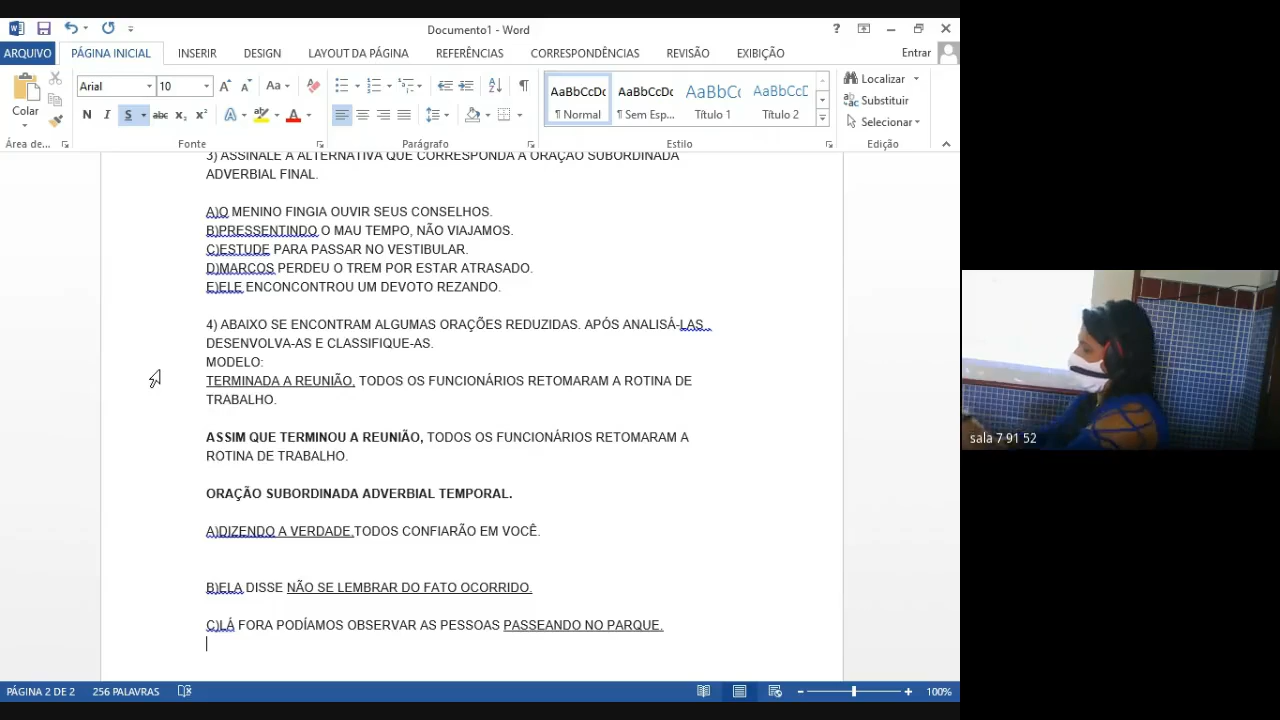 Documento1 - Word
ARQUIVO PÁGINA INICIAL INSERIR DESIGN LAYOUT DA PÁGINA REFERÊNCIAS CORRESPONDÊNCIAS REVISÃO EXIBIÇÃO Entrar
Colar
Arial 10
Aa
N I S abc x₂ x²
AaBbCcDc AaBbCcDc AaBbC AaBbCcD
¶ Normal ¶ Sem Esp... Título 1 Título 2
Localizar
Substituir
Selecionar
Área de... Fonte Parágrafo Estilo Edição
3) ASSINALE A ALTERNATIVA QUE CORRESPONDA A ORAÇÃO SUBORDINADA
ADVERBIAL FINAL.
A)O MENINO FINGIA OUVIR SEUS CONSELHOS.
B)PRESSENTINDO O MAU TEMPO, NÃO VIAJAMOS.
C)ESTUDE PARA PASSAR NO VESTIBULAR.
D)MARCOS PERDEU O TREM POR ESTAR ATRASADO.
E)ELE ENCONCONTROU UM DEVOTO REZANDO.
4) ABAIXO SE ENCONTRAM ALGUMAS ORAÇÕES REDUZIDAS. APÓS ANALISÁ-LAS ,
DESENVOLVA-AS E CLASSIFIQUE-AS.
MODELO:
TERMINADA A REUNIÃO, TODOS OS FUNCIONÁRIOS RETOMARAM A ROTINA DE
TRABALHO.
ASSIM QUE TERMINOU A REUNIÃO, TODOS OS FUNCIONÁRIOS RETOMARAM A
ROTINA DE TRABALHO.
ORAÇÃO SUBORDINADA ADVERBIAL TEMPORAL.
A)DIZENDO A VERDADE,TODOS CONFIARÃO EM VOCÊ.
B)ELA DISSE NÃO SE LEMBRAR DO FATO OCORRIDO.
C)LÁ FORA PODÍAMOS OBSERVAR AS PESSOAS PASSEANDO NO PARQUE.
sala 7 91 52
PÁGINA 2 DE 2 256 PALAVRAS 100%